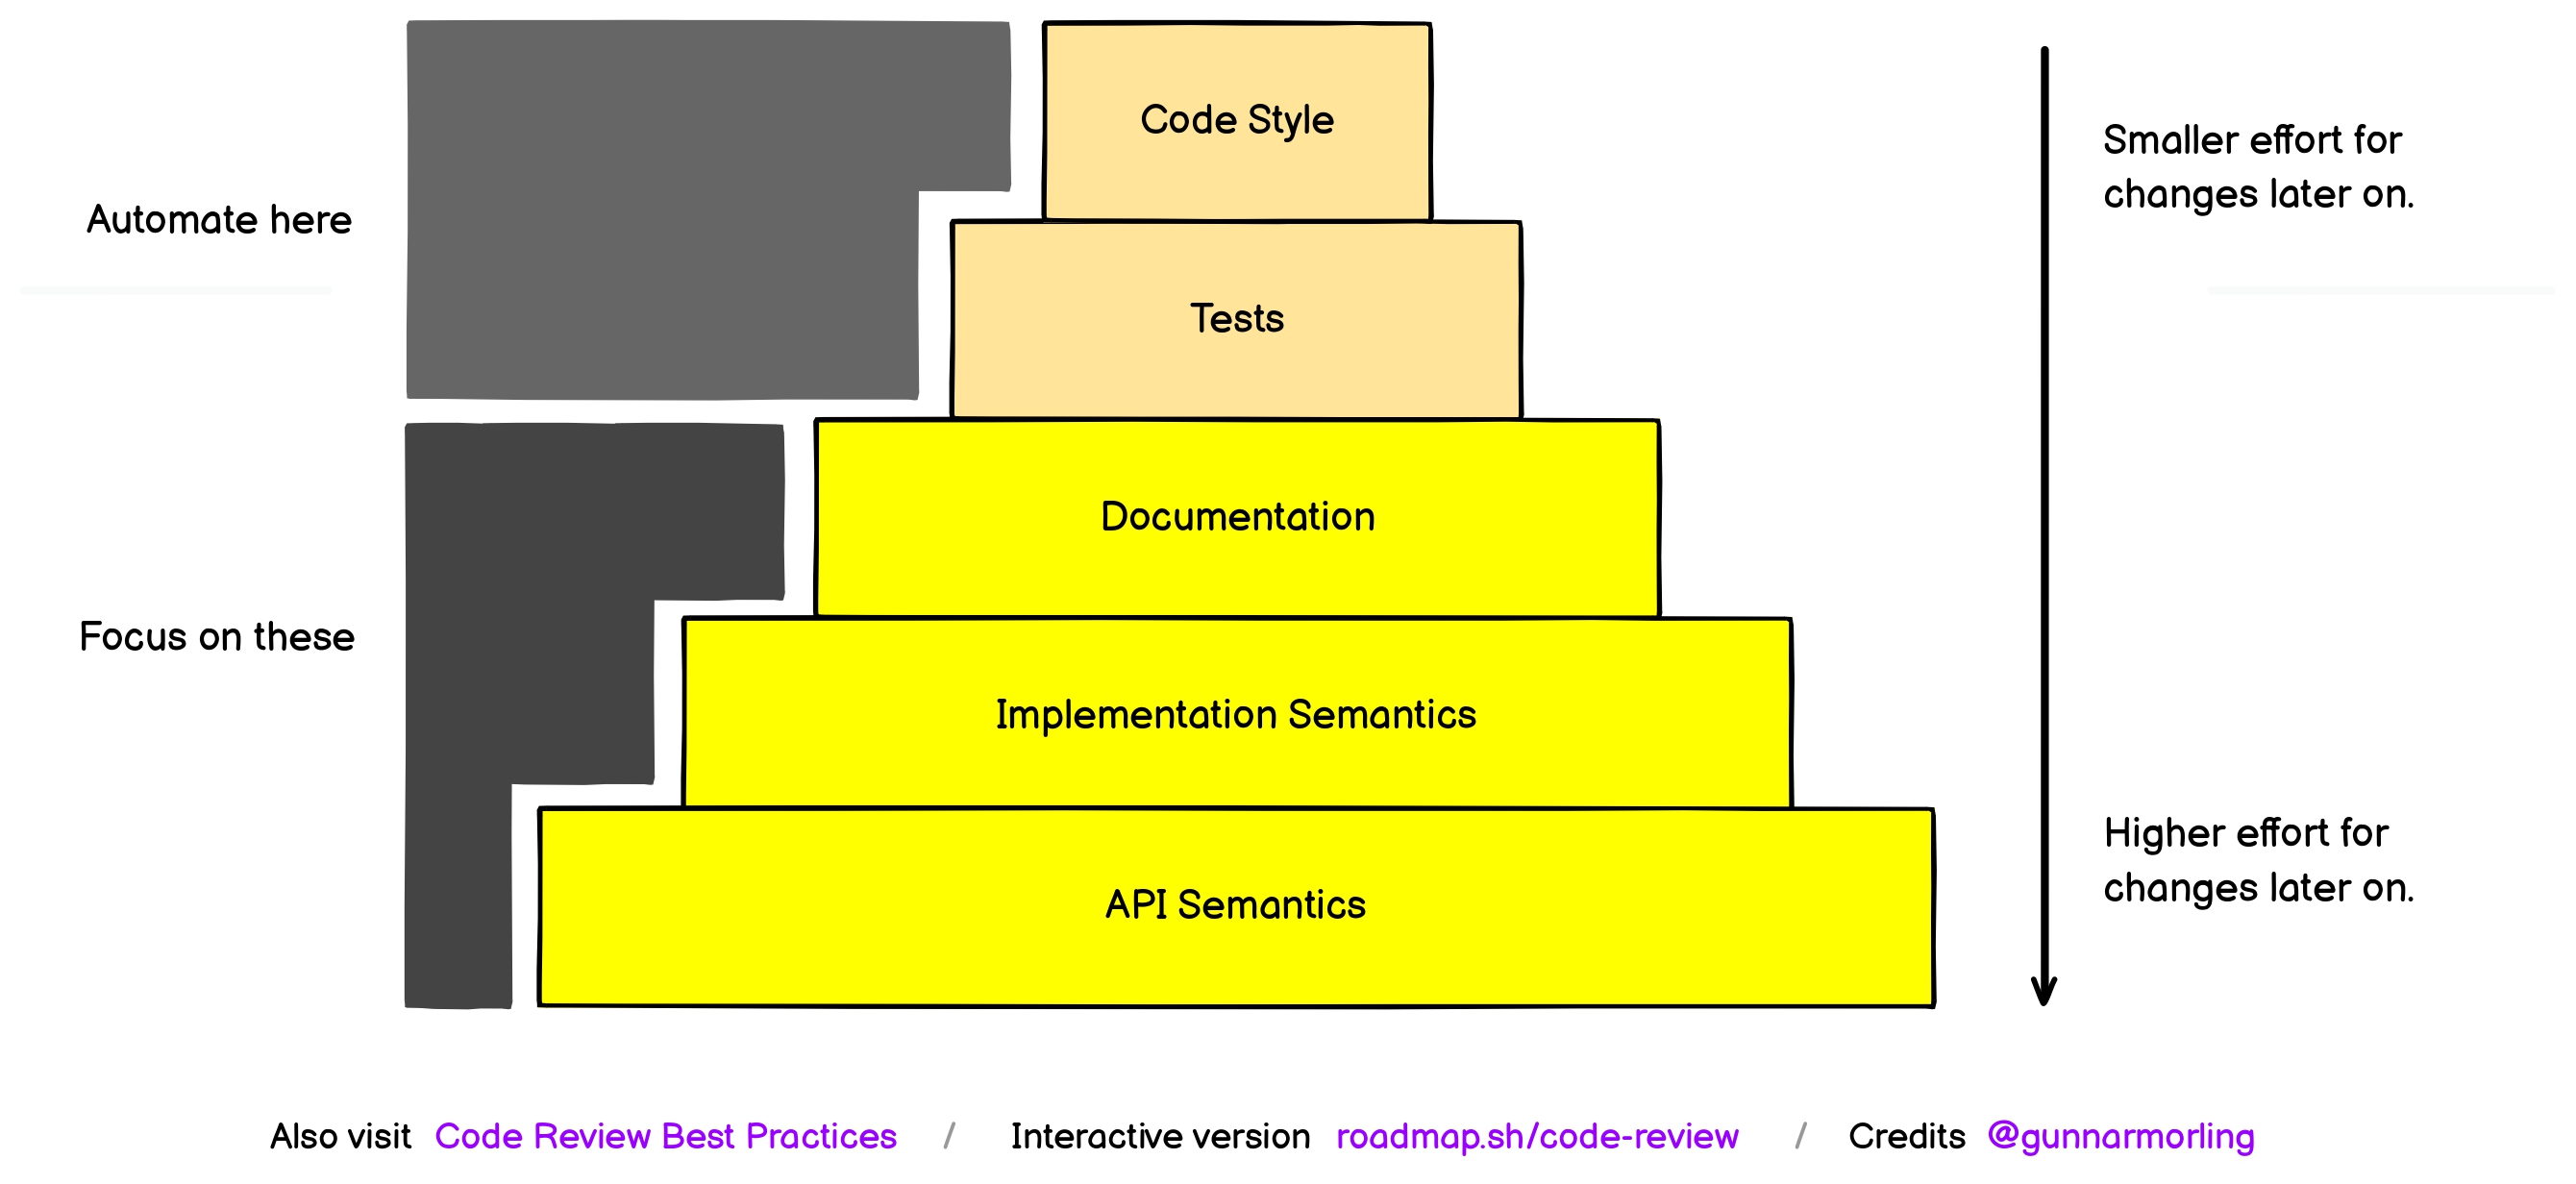 Code Style
Smaller effort for
changes later on.
Automate here
Tests
Documentation
Focus on these
Implementation Semantics
Higher effort for
changes later on.
API Semantics
Also visit Code Review Best Practices / Interactive version roadmap.sh/code-review / Credits @gunnarmorling